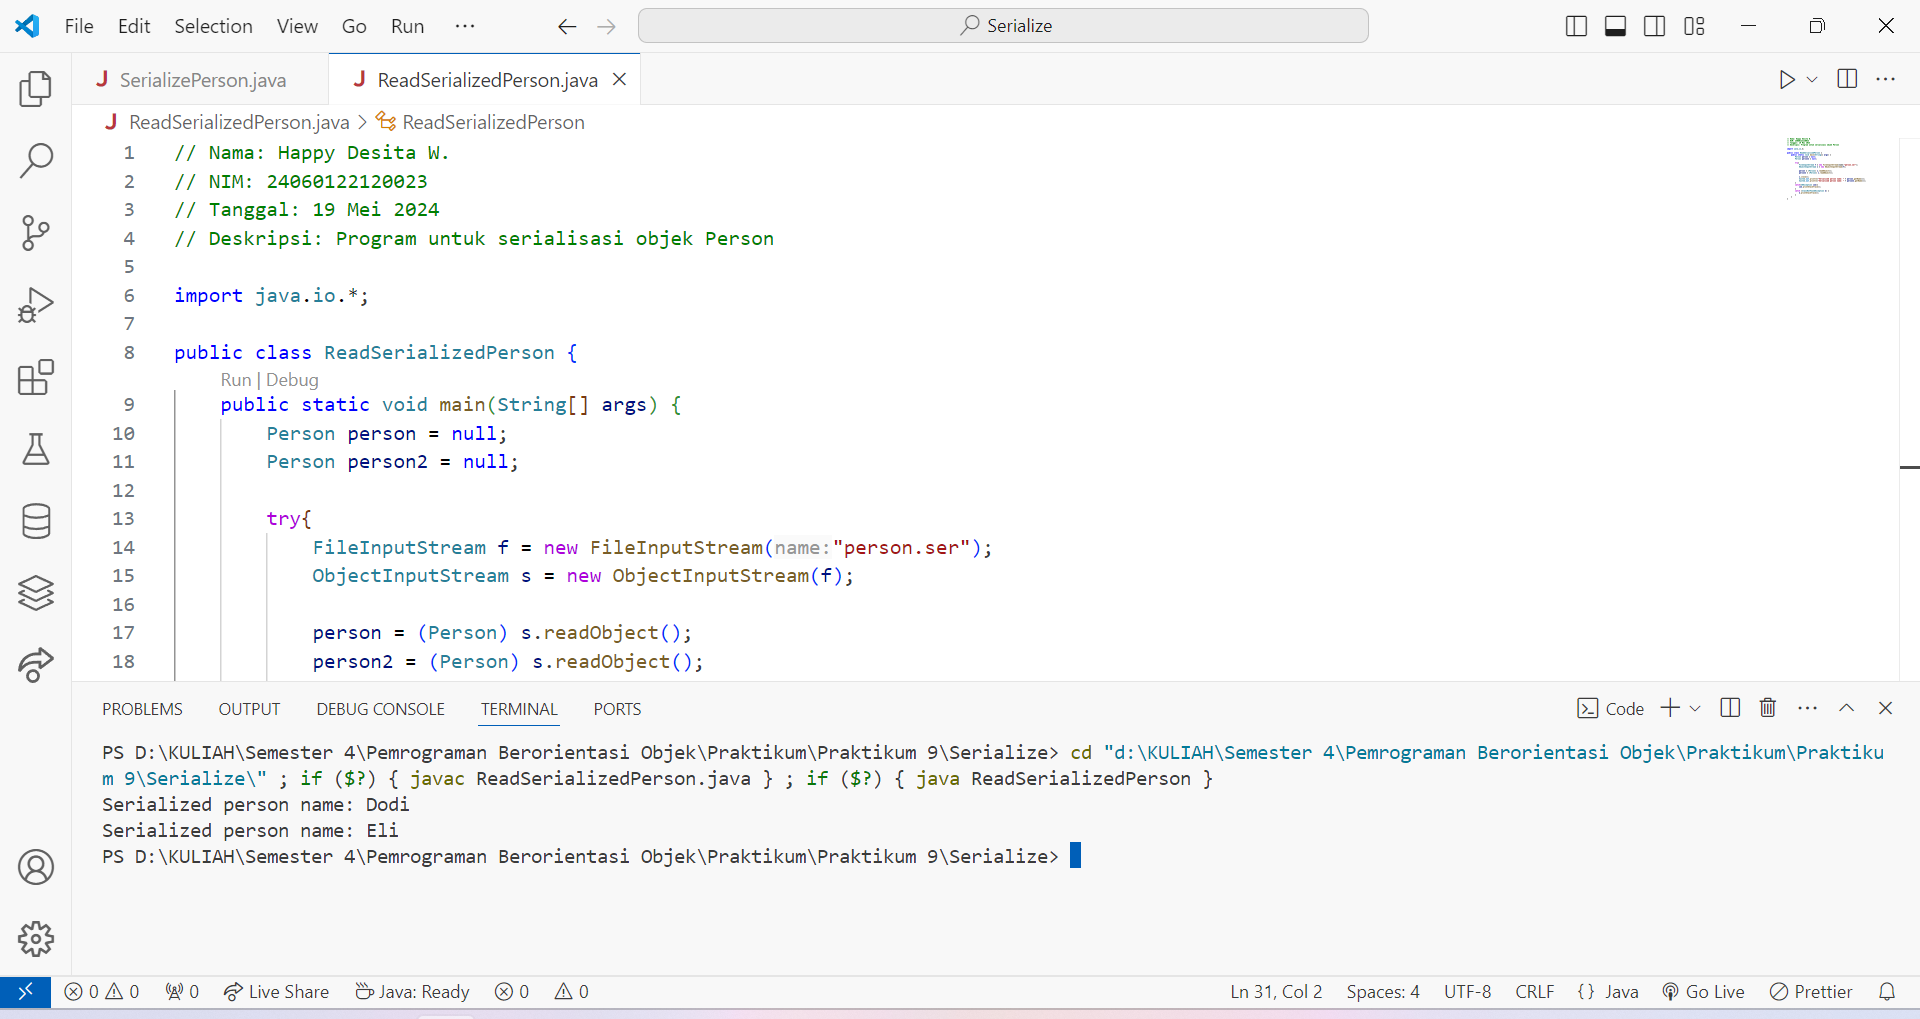 File Edit Selection View Go Run ··· Serialize
J SerializePerson.java J ReadSerializedPerson.java
J ReadSerializedPerson.java > ReadSerializedPerson
1 // Nama: Happy Desita W.
2 // NIM: 24060122120023
3 // Tanggal: 19 Mei 2024
4 // Deskripsi: Program untuk serialisasi objek Person
5
6 import java.io.*;
7
8 public class ReadSerializedPerson {
Run | Debug
9 public static void main(String[] args) {
10 Person person = null;
11 Person person2 = null;
12
13 try{
14 FileInputStream f = new FileInputStream(name:"person.ser");
15 ObjectInputStream s = new ObjectInputStream(f);
16
17 person = (Person) s.readObject();
18 person2 = (Person) s.readObject();
PROBLEMS OUTPUT DEBUG CONSOLE TERMINAL PORTS Code
PS D:\KULIAH\Semester 4\Pemrograman Berorientasi Objek\Praktikum\Praktikum 9\Serialize> cd "d:\KULIAH\Semester 4\Pemrograman Berorientasi Objek\Praktikum\Praktiku
m 9\Serialize\" ; if ($?) { javac ReadSerializedPerson.java } ; if ($?) { java ReadSerializedPerson }
Serialized person name: Dodi
Serialized person name: Eli
PS D:\KULIAH\Semester 4\Pemrograman Berorientasi Objek\Praktikum\Praktikum 9\Serialize>
0 0 0 Live Share Java: Ready 0 0 Ln 31, Col 2 Spaces: 4 UTF-8 CRLF {} Java Go Live Prettier